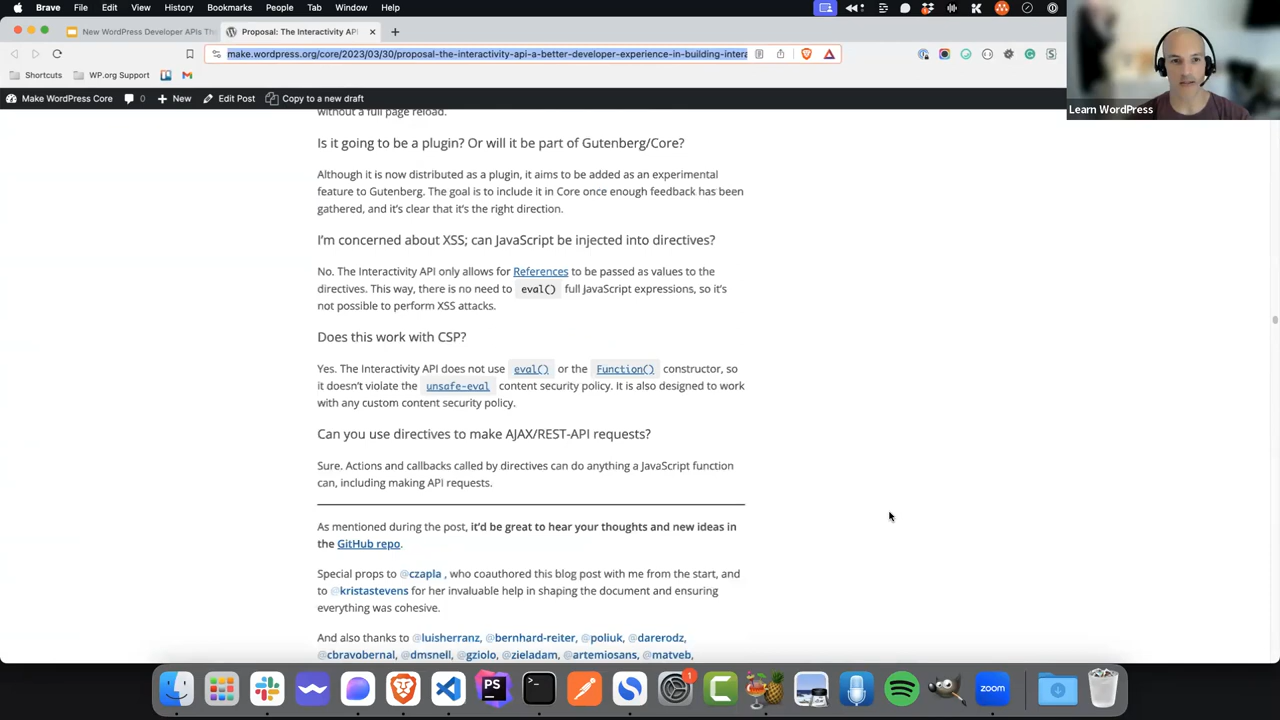 Brave File Edit View History Bookmarks People Tab Window Help
New WordPress Developer APIs Th
Proposal: The Interactivity API
make.wordpress.org/core/2023/03/30/proposal-the-interactivity-api-a-better-developer-experience-in-building-intera
Shortcuts WP.org Support
Learn WordPress
Make WordPress Core 0 New Edit Post Copy to a new draft
without a full page reload.
Is it going to be a plugin? Or will it be part of Gutenberg/Core?
Although it is now distributed as a plugin, it aims to be added as an experimental
feature to Gutenberg. The goal is to include it in Core once enough feedback has been
gathered, and it's clear that it's the right direction.
I'm concerned about XSS; can JavaScript be injected into directives?
No. The Interactivity API only allows for References to be passed as values to the
directives. This way, there is no need to eval() full JavaScript expressions, so it's
not possible to perform XSS attacks.
Does this work with CSP?
Yes. The Interactivity API does not use eval() or the Function() constructor, so
it doesn't violate the unsafe-eval content security policy. It is also designed to work
with any custom content security policy.
Can you use directives to make AJAX/REST-API requests?
Sure. Actions and callbacks called by directives can do anything a JavaScript function
can, including making API requests.
As mentioned during the post, it'd be great to hear your thoughts and new ideas in
the GitHub repo.
Special props to @czapla , who coauthored this blog post with me from the start, and
to @kristastevens for her invaluable help in shaping the document and ensuring
everything was cohesive.
And also thanks to @luisherranz, @bernhard-reiter, @poliuk, @darerodz,
@cbravobernal, @dmsnell, @gziolo, @zieladam, @artemiosans, @matveb,
PS
1
zoom